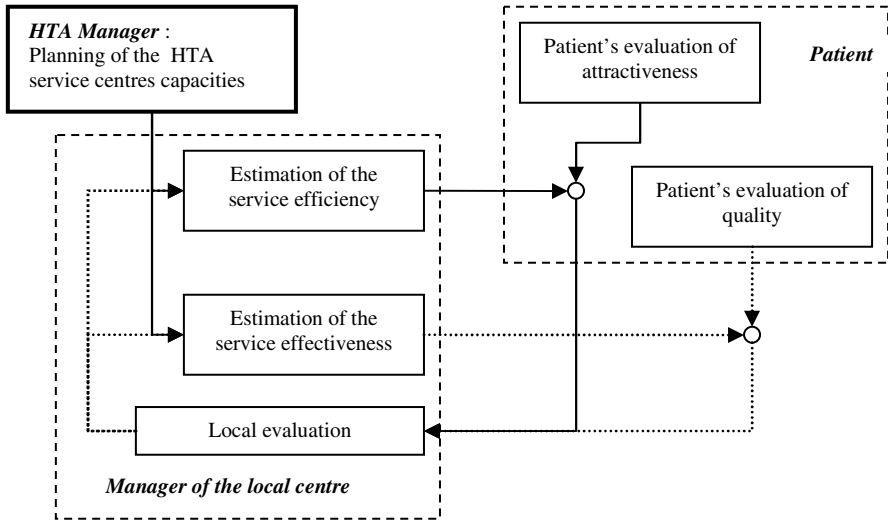 HTA Manager :
Planning of the HTA
service centres capacities
Patient’s evaluation of
attractiveness
Patient
Estimation of the
service efficiency
Patient’s evaluation of
quality
Estimation of the
service effectiveness
Local evaluation
Manager of the local centre